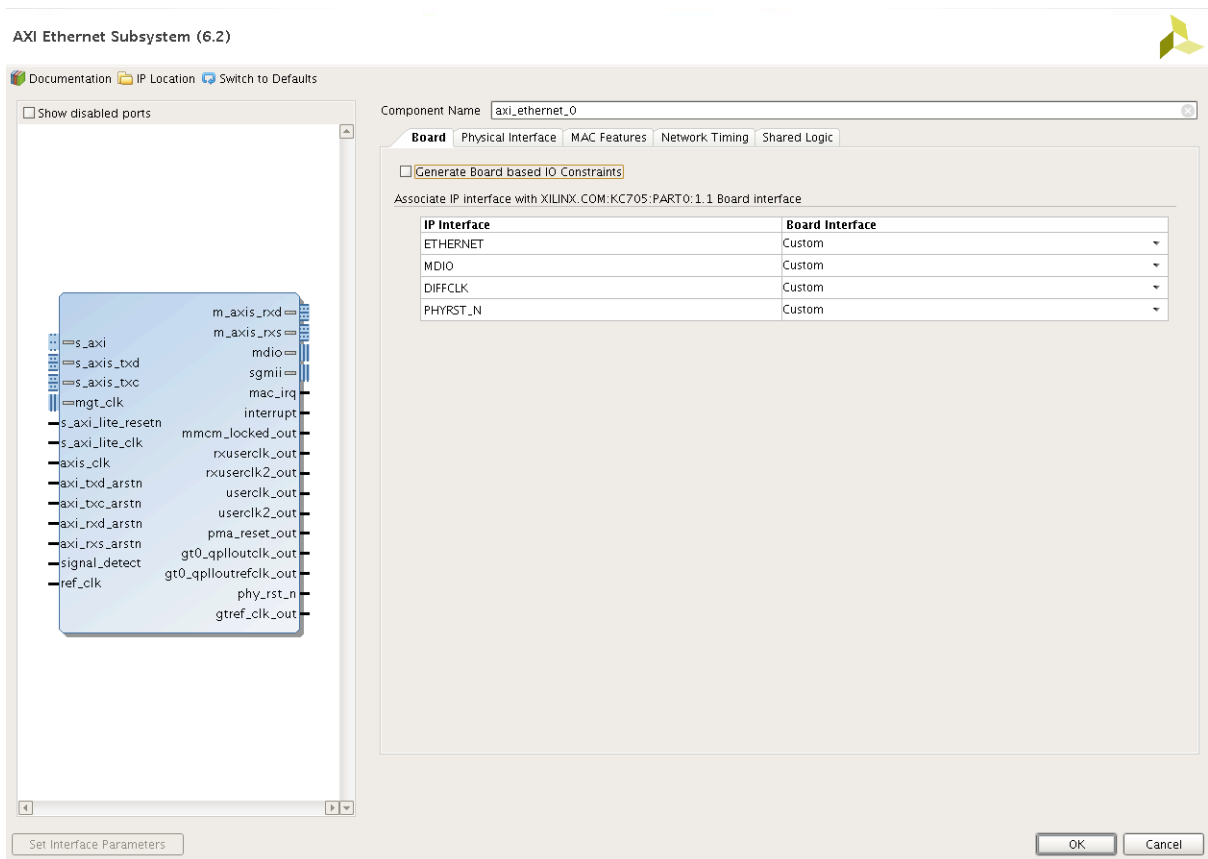 AXI Ethernet Subsystem (6.2)
Documentation IP Location Switch to Defaults
Show disabled ports
s_axi
s_axis_txd
s_axis_txc
mgt_clk
s_axi_lite_resetn
s_axi_lite_clk
axis_clk
axi_txd_arstn
axi_txc_arstn
axi_rxd_arstn
axi_rxs_arstn
signal_detect
ref_clk
m_axis_rxd
m_axis_rxs
mdio
sgmii
mac_irq
interrupt
mmcm_locked_out
rxuserclk_out
rxuserclk2_out
userclk_out
userclk2_out
pma_reset_out
gt0_qplloutclk_out
gt0_qplloutrefclk_out
phy_rst_n
gtref_clk_out
Component Name axi_ethernet_0
Board Physical Interface MAC Features Network Timing Shared Logic
Generate Board based IO Constraints
Associate IP interface with XILINX.COM:KC705:PART0:1.1 Board interface
IP Interface Board Interface
ETHERNET Custom
MDIO Custom
DIFFCLK Custom
PHYRST_N Custom
Set Interface Parameters
OK Cancel